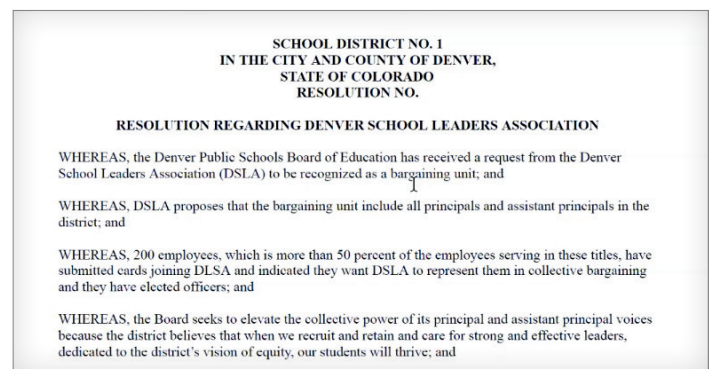 SCHOOL DISTRICT NO. 1
IN THE CITY AND COUNTY OF DENVER,
STATE OF COLORADO
RESOLUTION NO.
RESOLUTION REGARDING DENVER SCHOOL LEADERS ASSOCIATION
WHEREAS, the Denver Public Schools Board of Education has received a request from the Denver
School Leaders Association (DSLA) to be recognized as a bargaining unit; and
WHEREAS, DSLA proposes that the bargaining unit include all principals and assistant principals in the
district; and
WHEREAS, 200 employees, which is more than 50 percent of the employees serving in these titles, have
submitted cards joining DLSA and indicated they want DSLA to represent them in collective bargaining
and they have elected officers; and
WHEREAS, the Board seeks to elevate the collective power of its principal and assistant principal voices
because the district believes that when we recruit and retain and care for strong and effective leaders,
dedicated to the district's vision of equity, our students will thrive; and